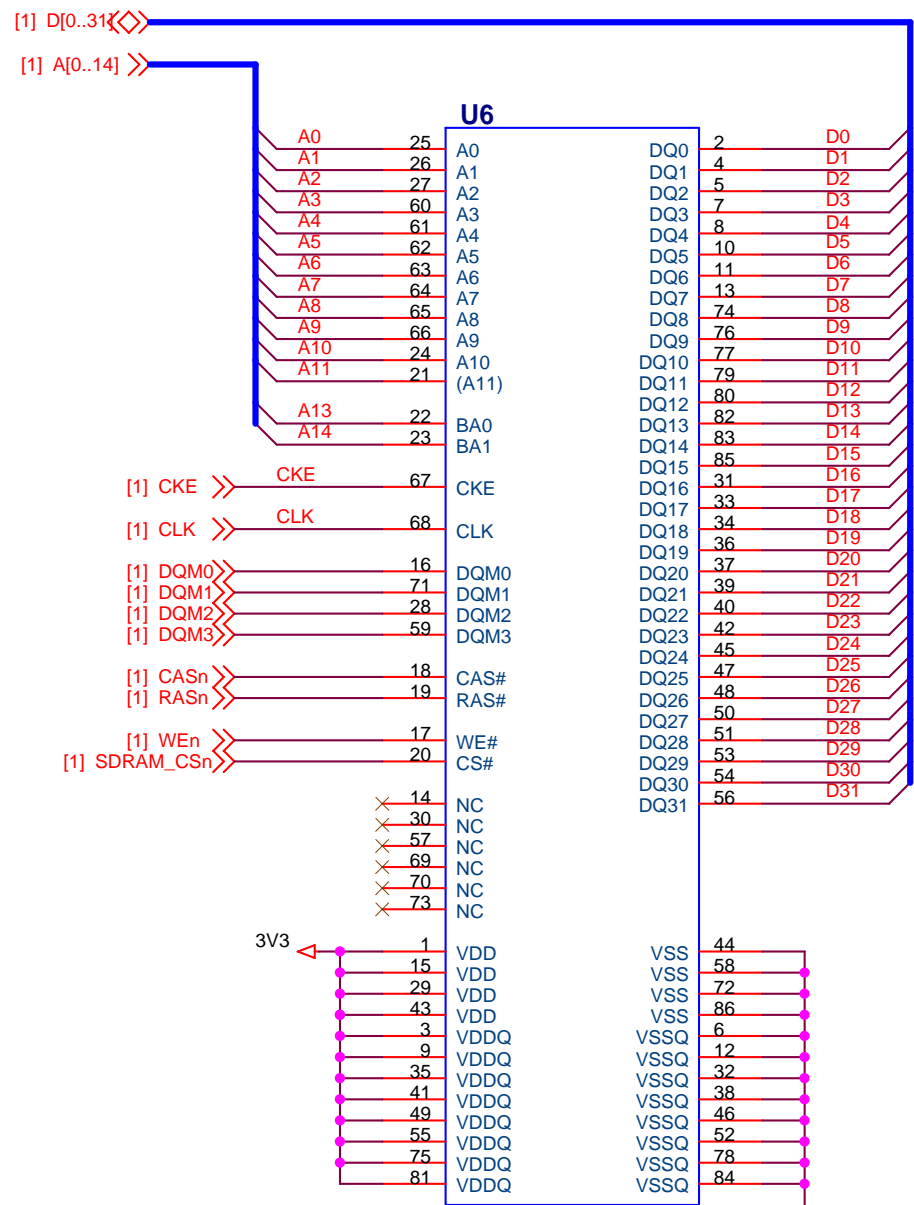 [1] D[0..31]
[1] A[0..14]
U6
A0 25 A0 DQ0 2 D0
A1 26 A1 DQ1 4 D1
A2 27 A2 DQ2 5 D2
A3 60 A3 DQ3 7 D3
A4 61 A4 DQ4 8 D4
A5 62 A5 DQ5 10 D5
A6 63 A6 DQ6 11 D6
A7 64 A7 DQ7 13 D7
A8 65 A8 DQ8 74 D8
A9 66 A9 DQ9 76 D9
A10 24 A10 DQ10 77 D10
A11 21 (A11) DQ11 79 D11
DQ12 80 D12
A13 22 BA0 DQ13 82 D13
A14 23 BA1 DQ14 83 D14
DQ15 85 D15
[1] CKE CKE 67 CKE DQ16 31 D16
DQ17 33 D17
[1] CLK CLK 68 CLK DQ18 34 D18
DQ19 36 D19
[1] DQM0 16 DQM0 DQ20 37 D20
[1] DQM1 71 DQM1 DQ21 39 D21
[1] DQM2 28 DQM2 DQ22 40 D22
[1] DQM3 59 DQM3 DQ23 42 D23
DQ24 45 D24
[1] CASn 18 CAS# DQ25 47 D25
[1] RASn 19 RAS# DQ26 48 D26
DQ27 50 D27
[1] WEn 17 WE# DQ28 51 D28
[1] SDRAM_CSn 20 CS# DQ29 53 D29
DQ30 54 D30
14 NC DQ31 56 D31
30 NC
57 NC
69 NC
70 NC
73 NC
3V3 1 VDD VSS 44
15 VDD VSS 58
29 VDD VSS 72
43 VDD VSS 86
3 VDDQ VSSQ 6
9 VDDQ VSSQ 12
35 VDDQ VSSQ 32
41 VDDQ VSSQ 38
49 VDDQ VSSQ 46
55 VDDQ VSSQ 52
75 VDDQ VSSQ 78
81 VDDQ VSSQ 84